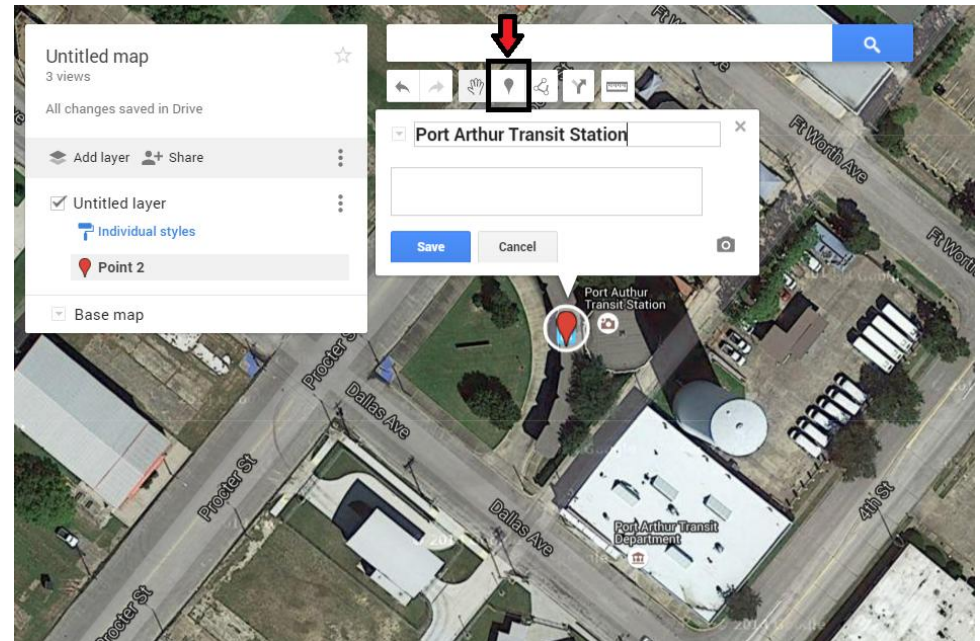 Untitled map
3 views
All changes saved in Drive
Add layer
Share
Untitled layer
Individual styles
Point 2
Base map
Port Arthur Transit Station
Save
Cancel
Ft Worth Ave
Port Authur
Transit Station
Procter St
Dallas Ave
Procter St
Dallas Ave
Port Arthur Transit
Department
4th St
Procter St